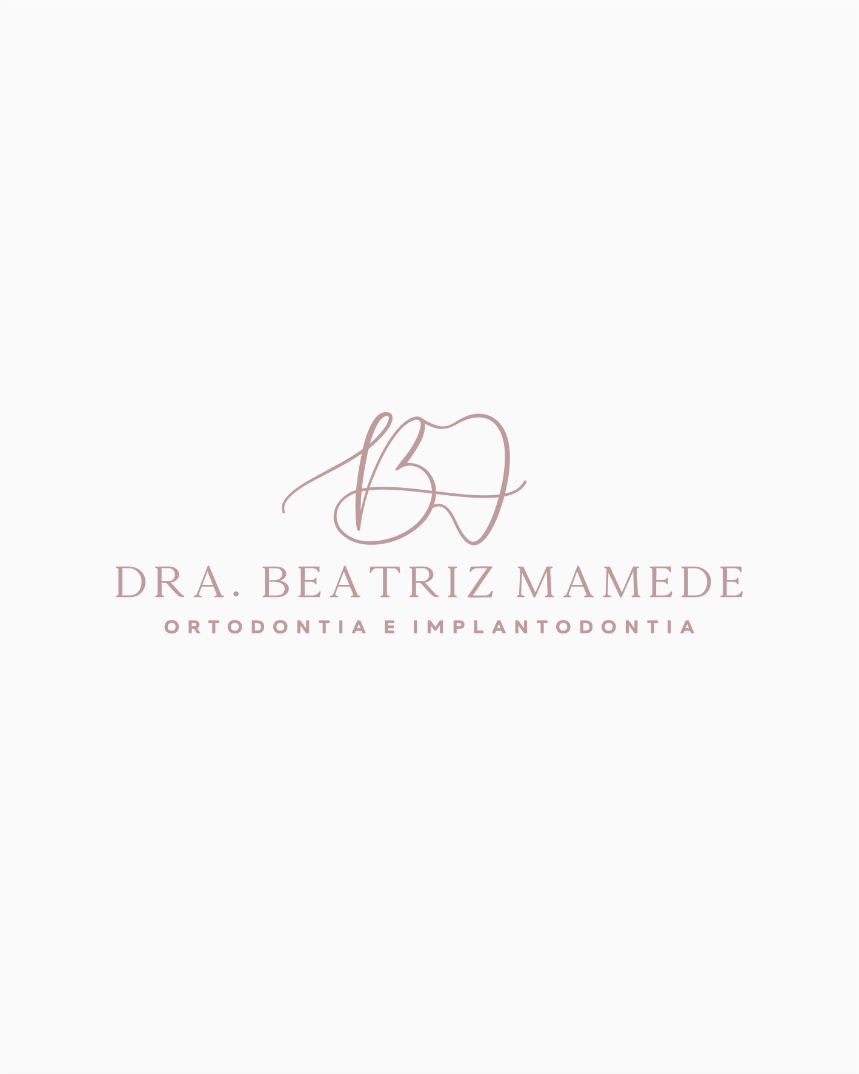 B
DRA. BEATRIZ MAMEDE
ORTODONTIA E IMPLANTODONTIA